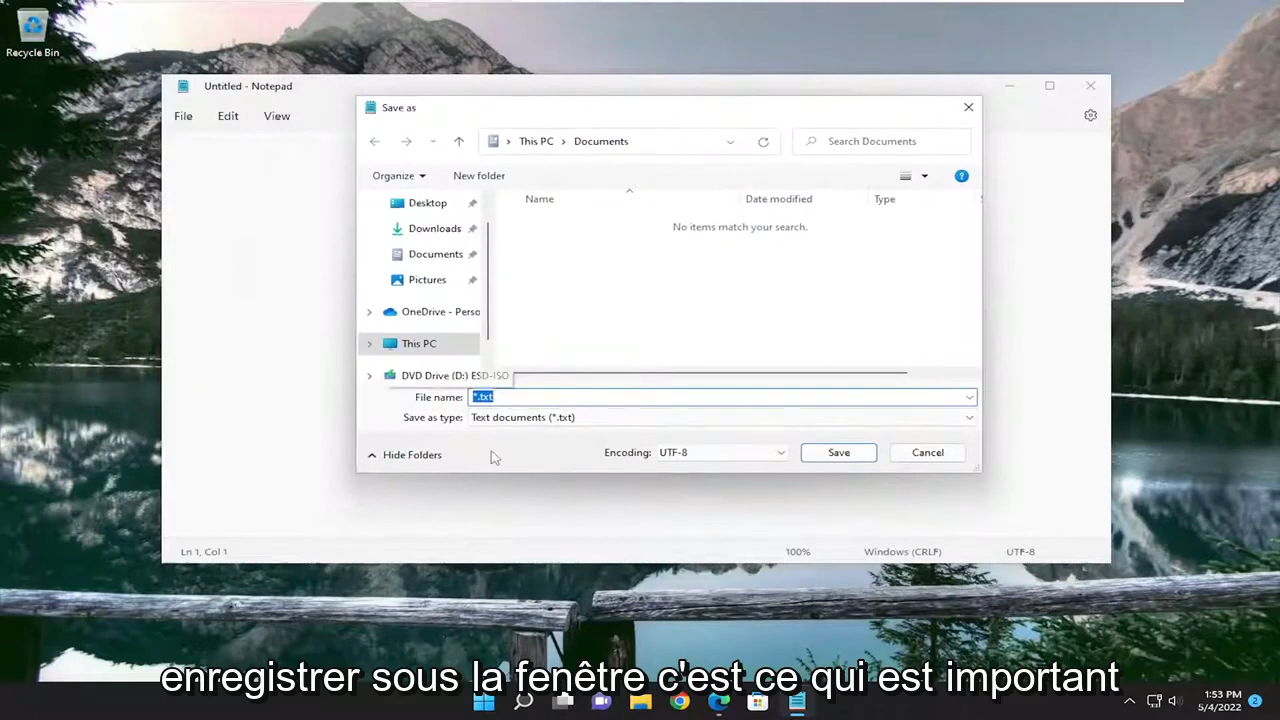 Recycle Bin
Untitled - Notepad
File Edit View
Save as
This PC Documents
Search Documents
Organize New folder
Name Date modified Type
No items match your search.
Desktop
Downloads
Documents
Pictures
OneDrive - Perso
This PC
DVD Drive (D:) ESD-ISO
File name: *.txt
Save as type: Text documents (*.txt)
Hide Folders Encoding: UTF-8 Save Cancel
Ln 1, Col 1 100% Windows (CRLF) UTF-8
enregistrer sous la fenêtre c'est ce qui est important
1:53 PM
5/4/2022 2